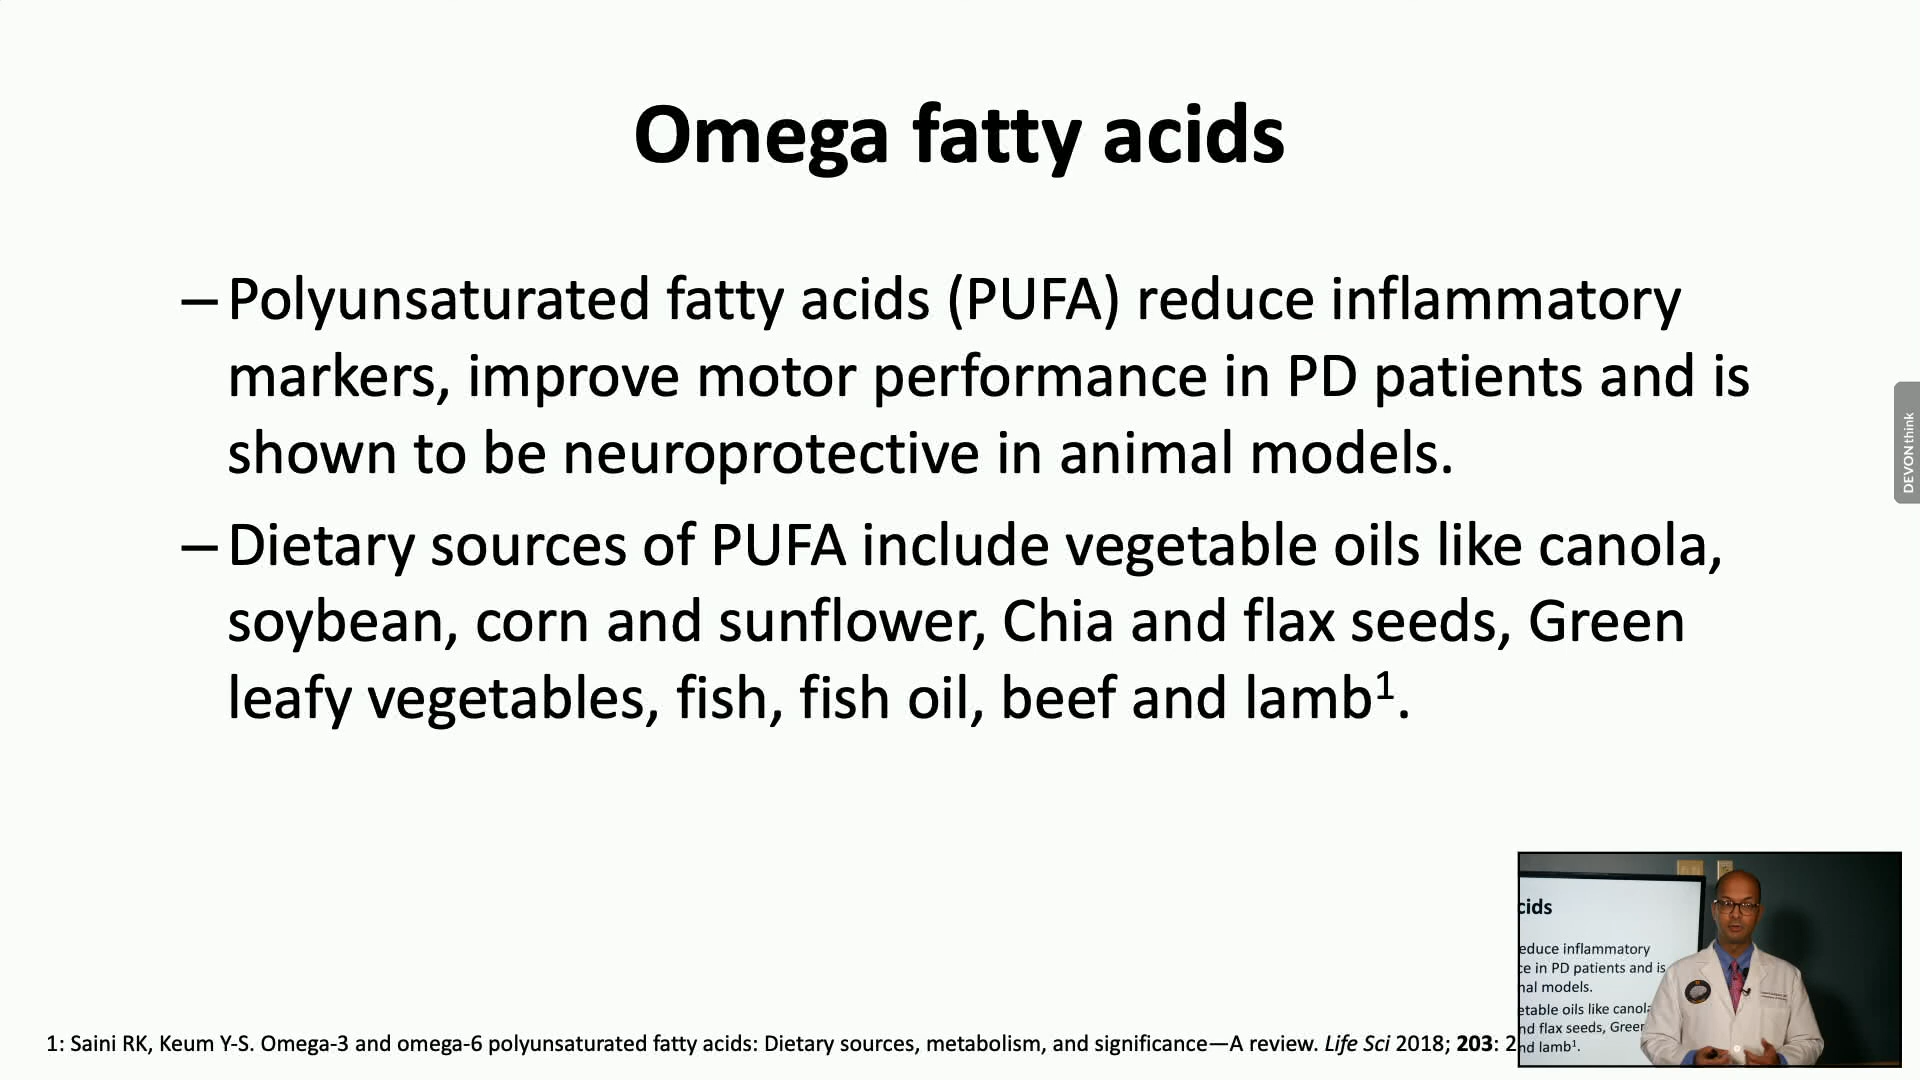 Omega fatty acids
– Polyunsaturated fatty acids (PUFA) reduce inflammatory
markers, improve motor performance in PD patients and is
shown to be neuroprotective in animal models.
– Dietary sources of PUFA include vegetable oils like canola,
soybean, corn and sunflower, Chia and flax seeds, Green
leafy vegetables, fish, fish oil, beef and lamb¹.
DEVONthink
cids
educe inflammatory
ce in PD patients and is
nal models.
etable oils like canola
nd flax seeds, Green
nd lamb¹.
1: Saini RK, Keum Y-S. Omega-3 and omega-6 polyunsaturated fatty acids: Dietary sources, metabolism, and significance—A review. Life Sci 2018; 203: 2